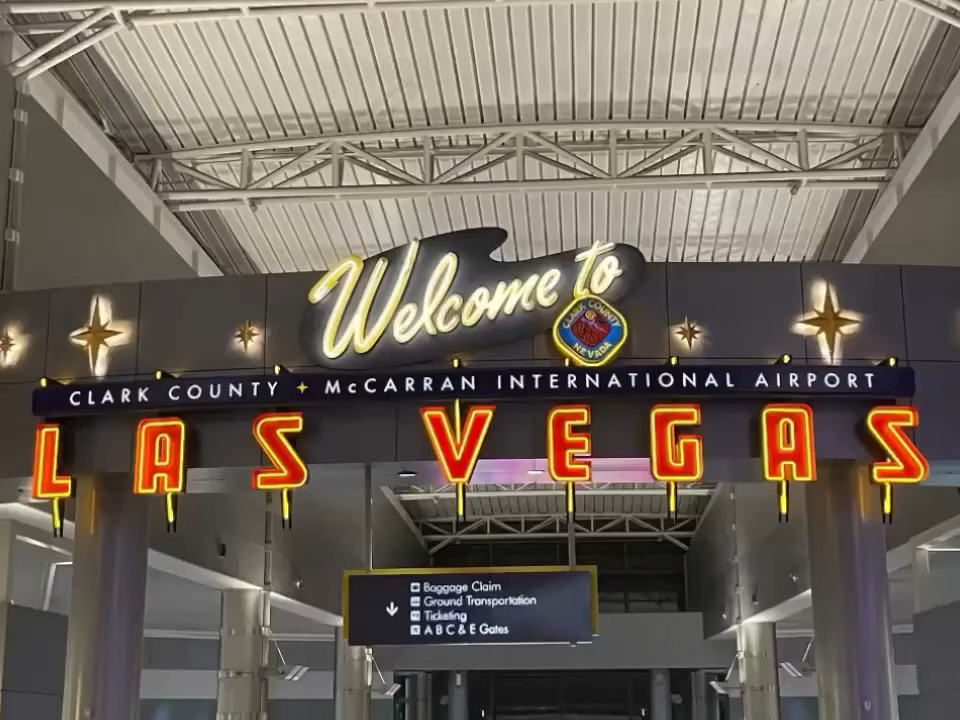 Welcome to
CLARK COUNTY
NEVADA
CLARK COUNTY McCARRAN INTERNATIONAL AIRPORT
LAS VEGAS
Baggage Claim
Ground Transportation
Ticketing
A B C & E Gates